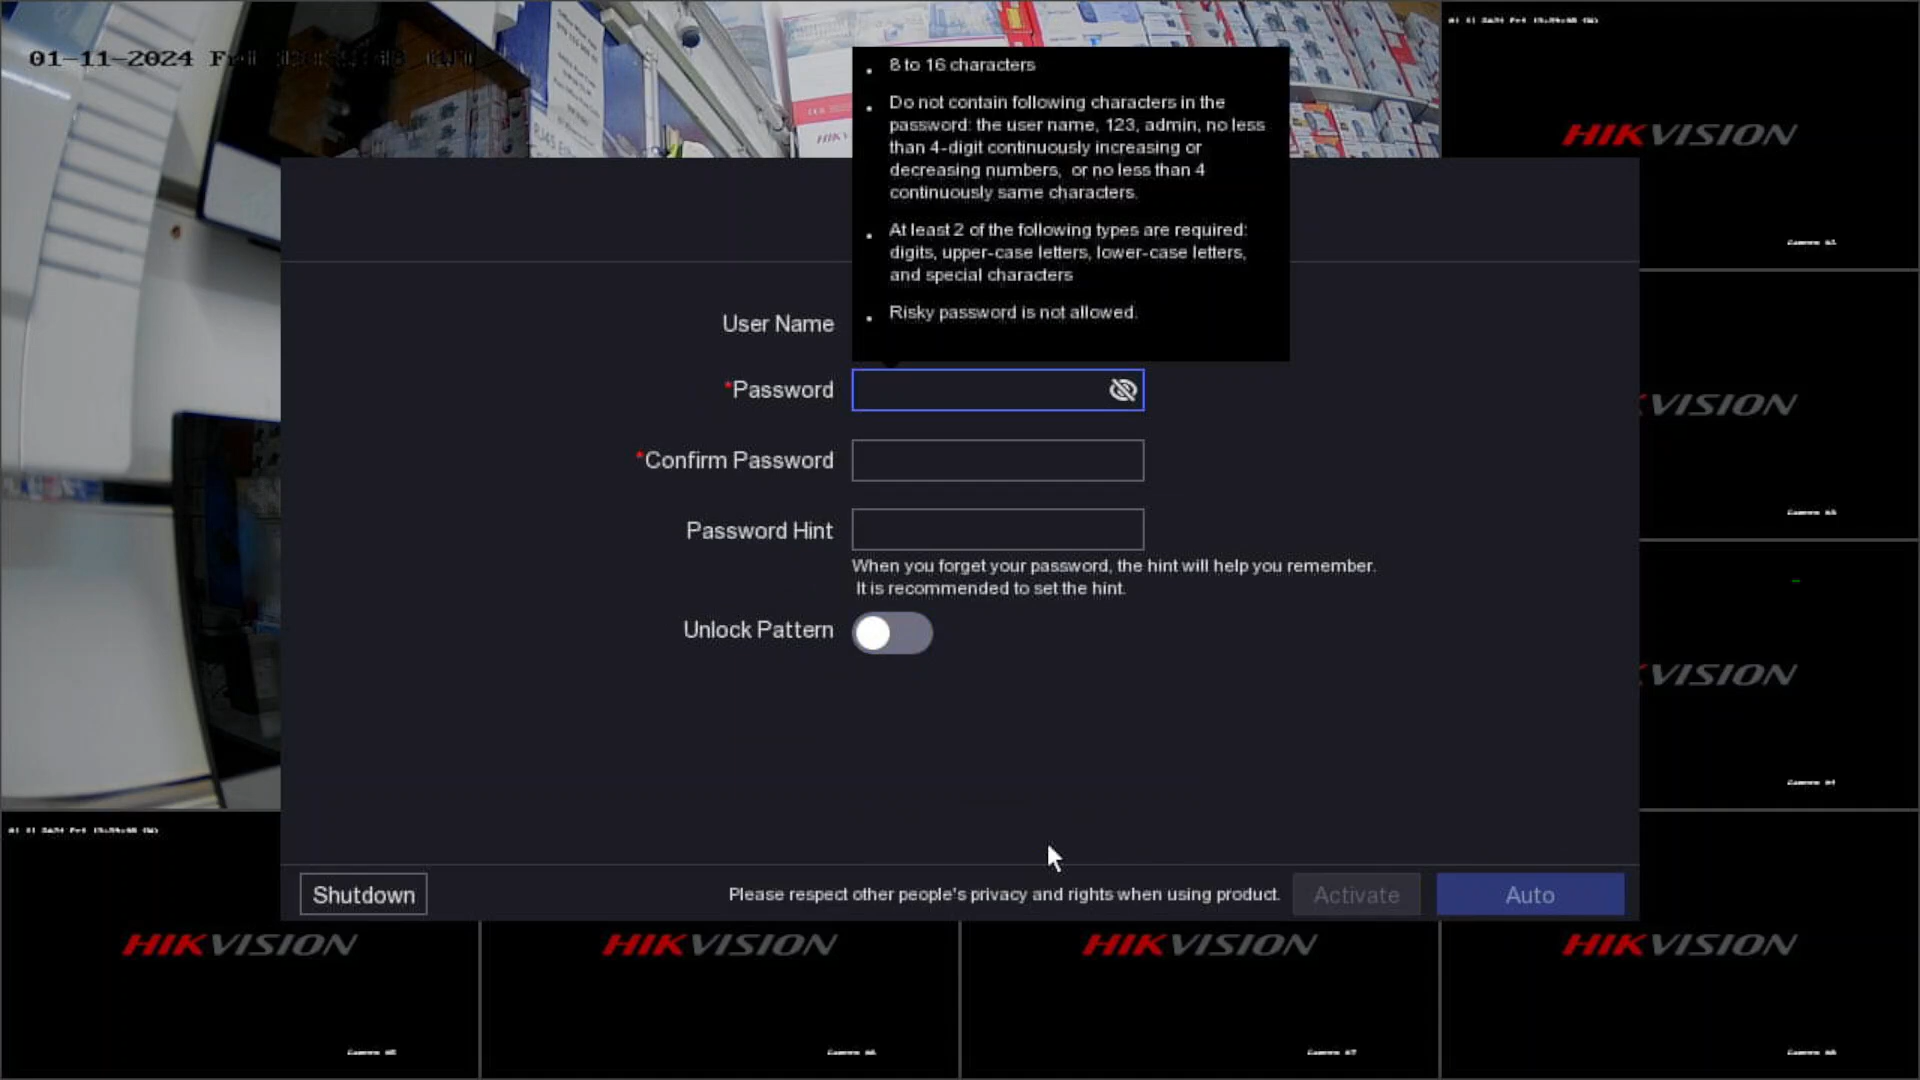 01-11-2024 Fri
8 to 16 characters
Do not contain following characters in the
password: the user name, 123, admin, no less
than 4-digit continuously increasing or
decreasing numbers, or no less than 4
continuously same characters.
At least 2 of the following types are required:
digits, upper-case letters, lower-case letters,
and special characters
Risky password is not allowed.
HIKVISION
User Name
*Password
*Confirm Password
Password Hint
When you forget your password, the hint will help you remember.
It is recommended to set the hint.
Unlock Pattern
KVISION
KVISION
Shutdown
Please respect other people's privacy and rights when using product.
Activate
Auto
HIKVISION
HIKVISION
HIKVISION
HIKVISION